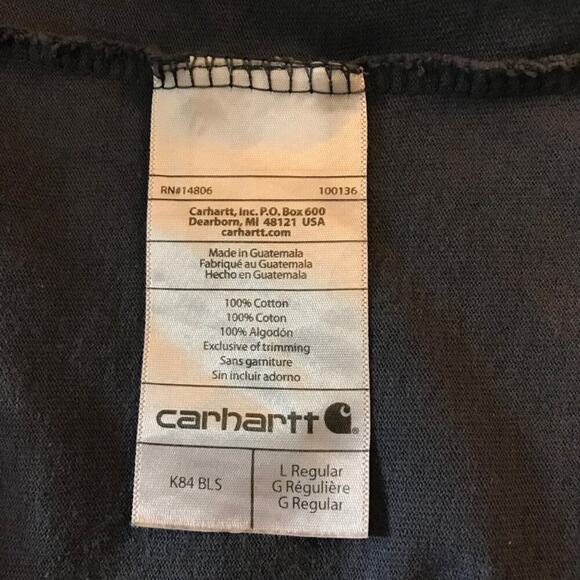 RN#14806 100136
Carhartt, Inc. P.O. Box 600
Dearborn, MI 48121 USA
carhartt.com
Made in Guatemala
Fabriqué au Guatemala
Hecho en Guatemala
100% Cotton
100% Coton
100% Algodón
Exclusive of trimming
Sans garniture
Sin incluir adorno
carhartt
K84 BLS
L Regular
G Régulière
G Regular